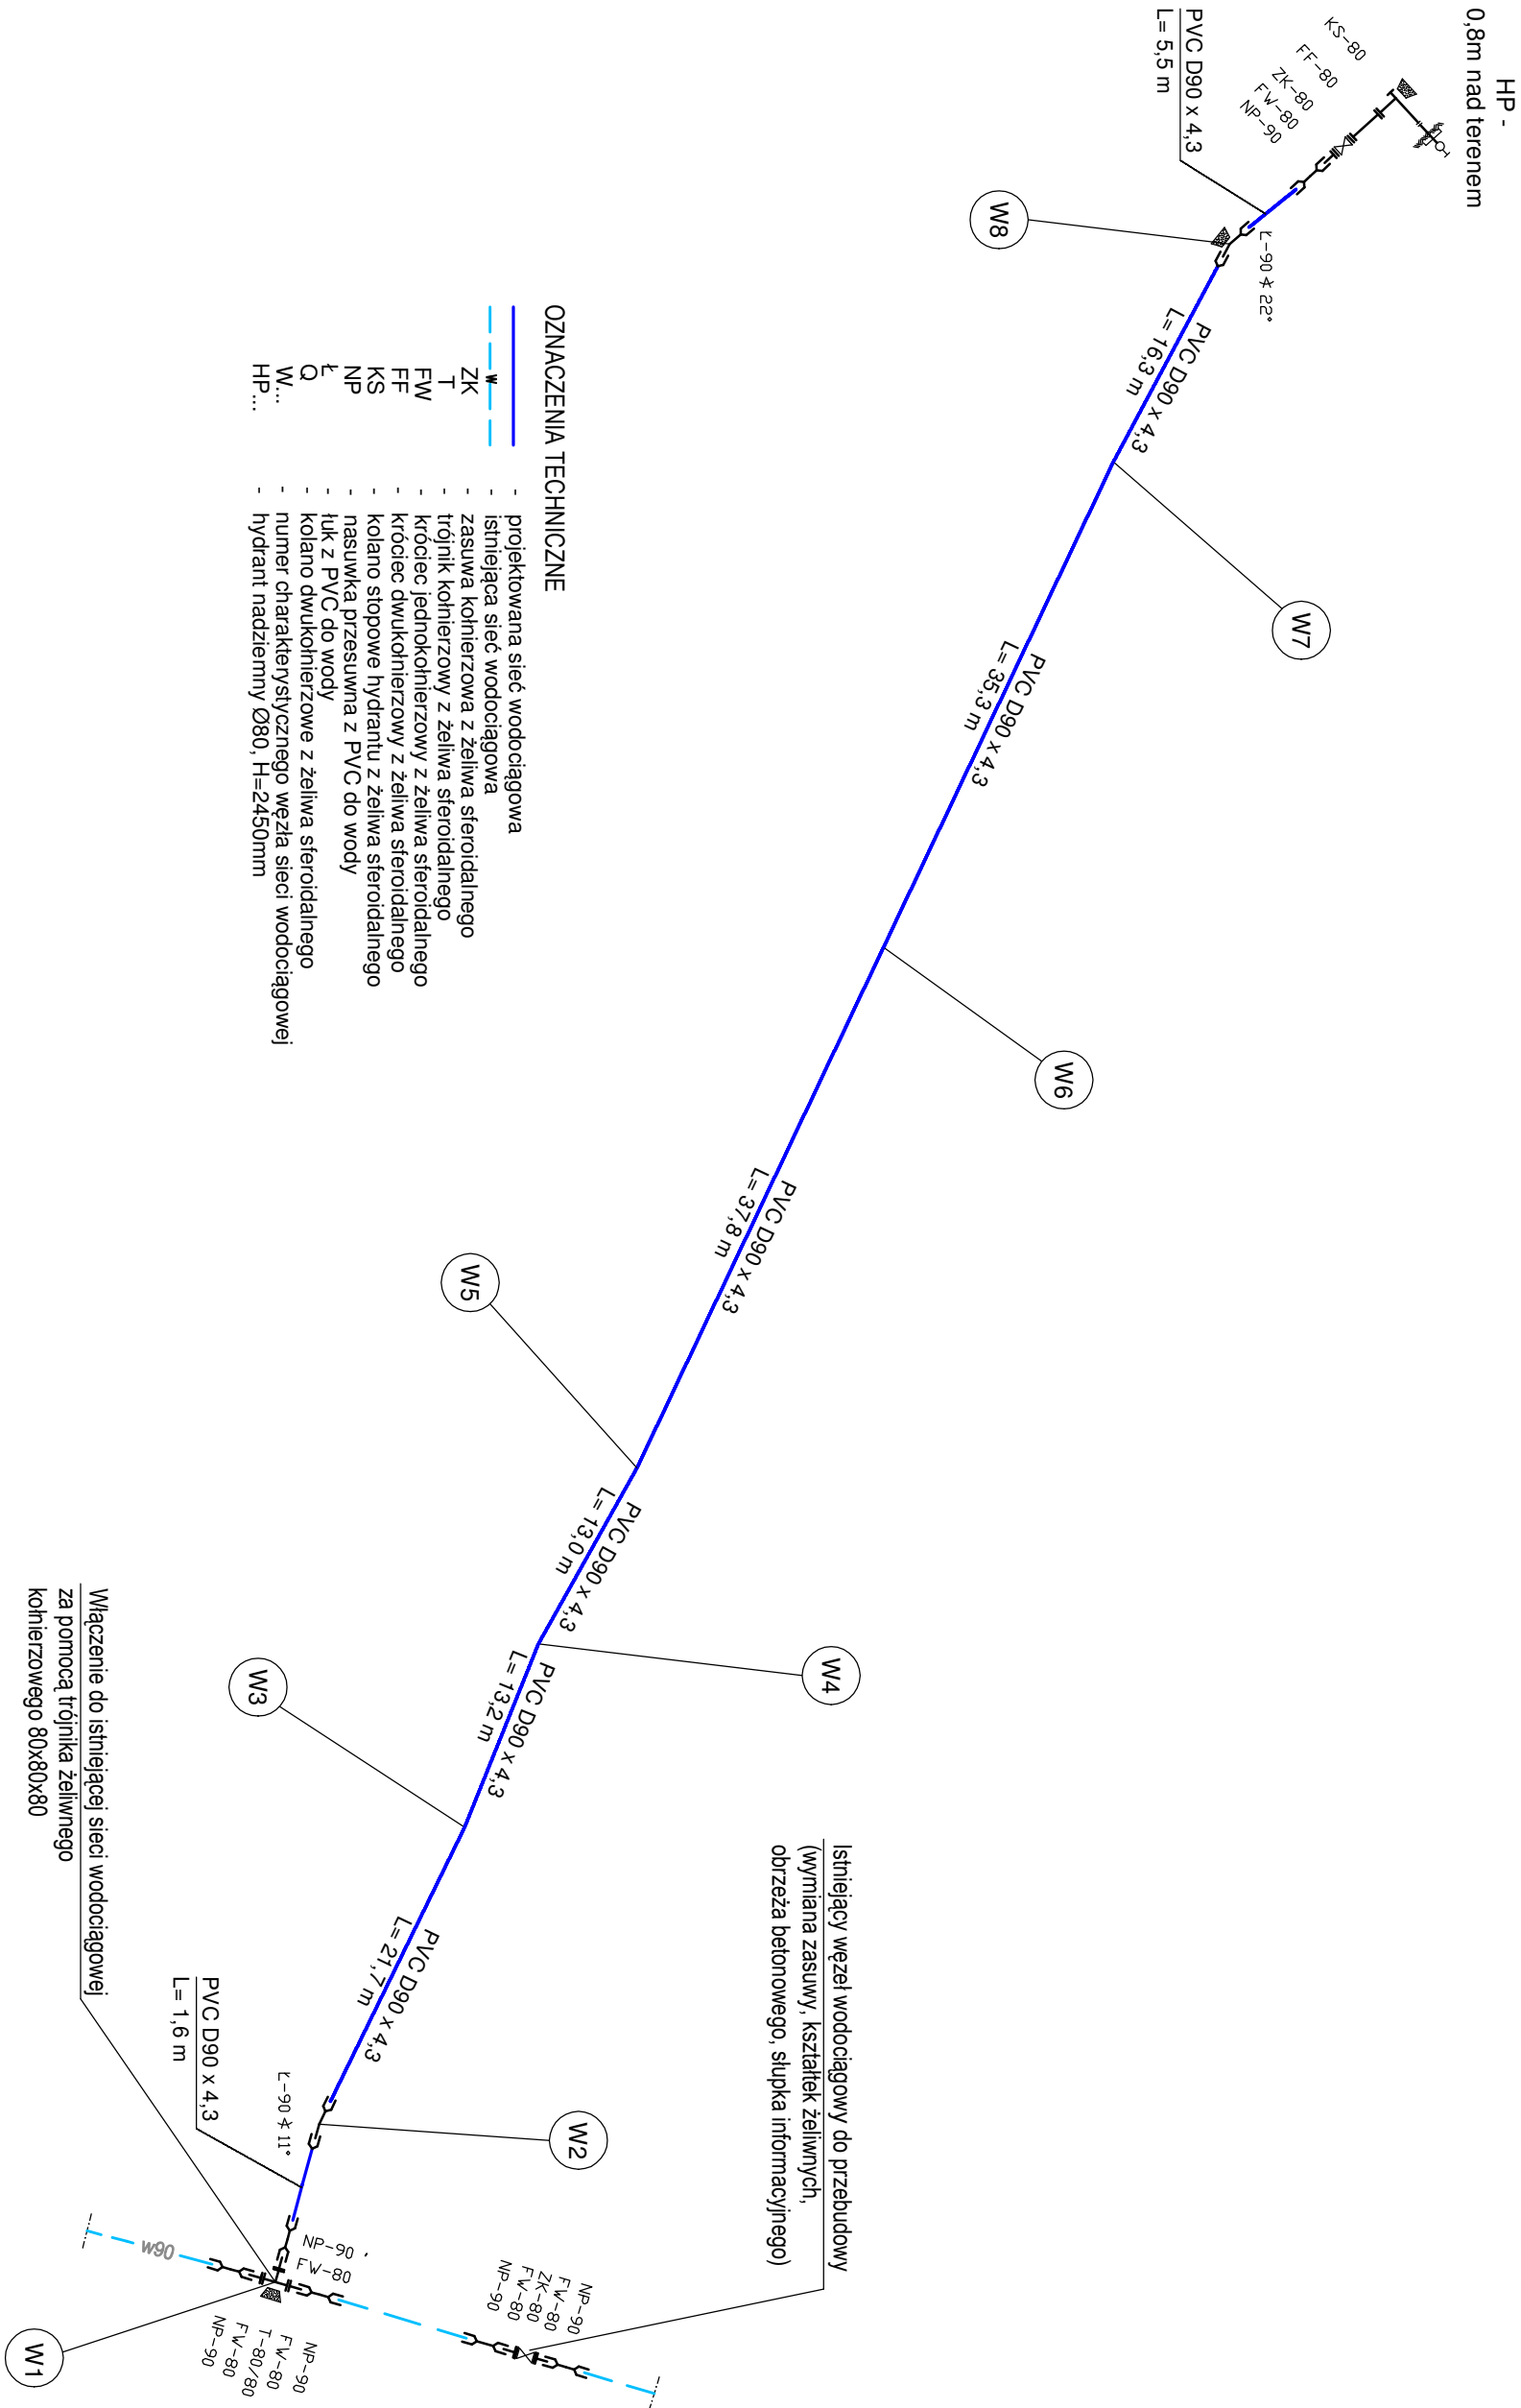 HP -
0,8m nad terenem
KS-80
FF-80
ZK-80
FW-80
NP-90
PVC D90 x 4,3
L= 5,5 m
W8
Ł-90 ∢ 22°
PVC D90 x 4,3
L= 16,3 m
W7
PVC D90 x 4,3
L= 35,3 m
W6
PVC D90 x 4,3
L= 37,8 m
W5
PVC D90 x 4,3
L= 13,0 m
W4
PVC D90 x 4,3
L= 13,2 m
W3
PVC D90 x 4,3
L= 21,7 m
W2
Ł-90 ∢ 11°
PVC D90 x 4,3
L= 1,6 m
NP-90
FW-80
w90
NP-90
FW-80
T-80/80
FW-80
NP-90
W1
NP-90
FW-80
ZK-80
FW-80
NP-90
Istniejący węzeł wodociągowy do przebudowy
(wymiana zasuwy, kształtek żeliwnych,
obrzeża betonowego, słupka informacyjnego)
Włączenie do istniejącej sieci wodociągowej
za pomocą trójnika żeliwnego
kołnierzowego 80x80x80
OZNACZENIA TECHNICZNE
- projektowana sieć wodociągowa
w - istniejąca sieć wodociągowa
ZK - zasuwa kołnierzowa z żeliwa sferoidalnego
T - trójnik kołnierzowy z żeliwa sferoidalnego
FW - króciec jednokołnierzowy z żeliwa sferoidalnego
FF - króciec dwukołnierzowy z żeliwa sferoidalnego
KS - kolano stopowe hydrantu z żeliwa sferoidalnego
NP - nasuwka przesuwna z PVC do wody
Ł - łuk z PVC do wody
Q - kolano dwukołnierzowe z żeliwa sferoidalnego
W... - numer charakterystycznego węzła sieci wodociągowej
HP... - hydrant nadziemny Ø80, H=2450mm